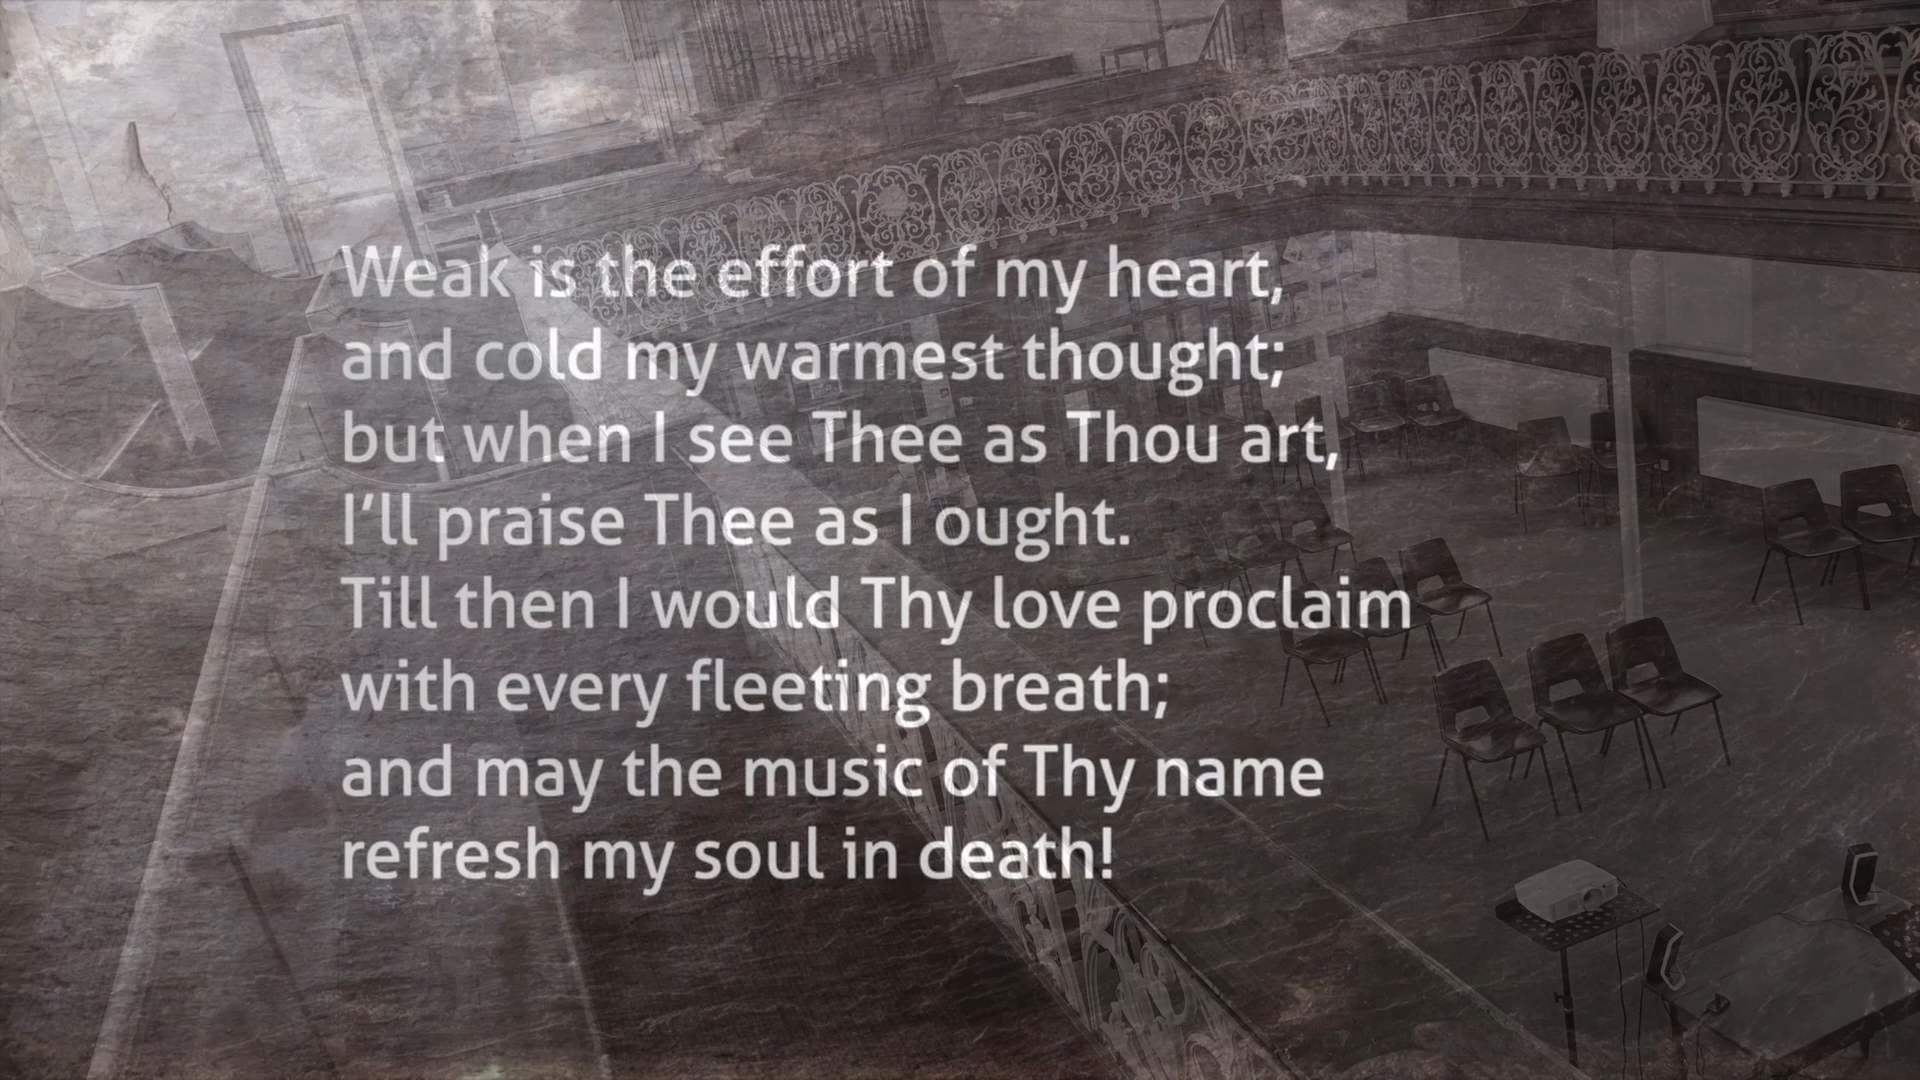 Weak is the effort of my heart,
and cold my warmest thought;
but when I see Thee as Thou art,
I’ll praise Thee as I ought.
Till then I would Thy love proclaim
with every fleeting breath;
and may the music of Thy name
refresh my soul in death!